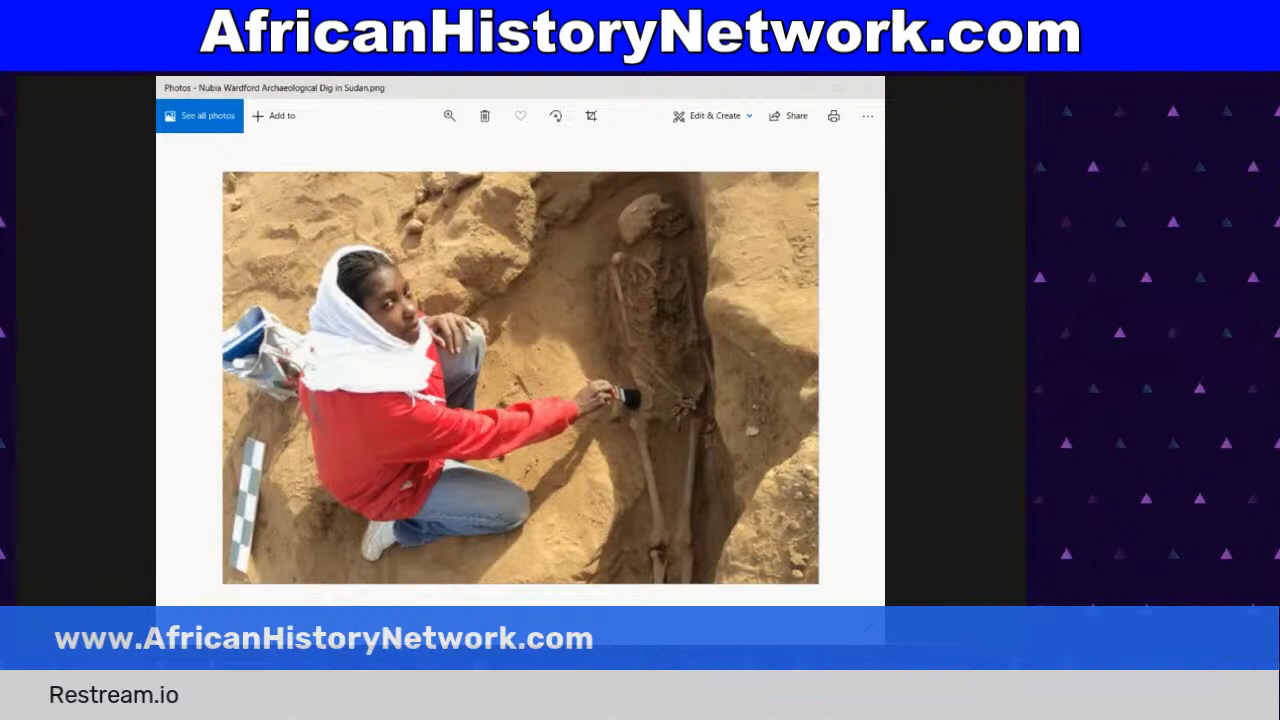 AfricanHistoryNetwork.com
Photos - Nubia Wardford Archaeological Dig in Sudan.png
See all photos
Add to
Edit & Create
Share
www.AfricanHistoryNetwork.com
Restream.io